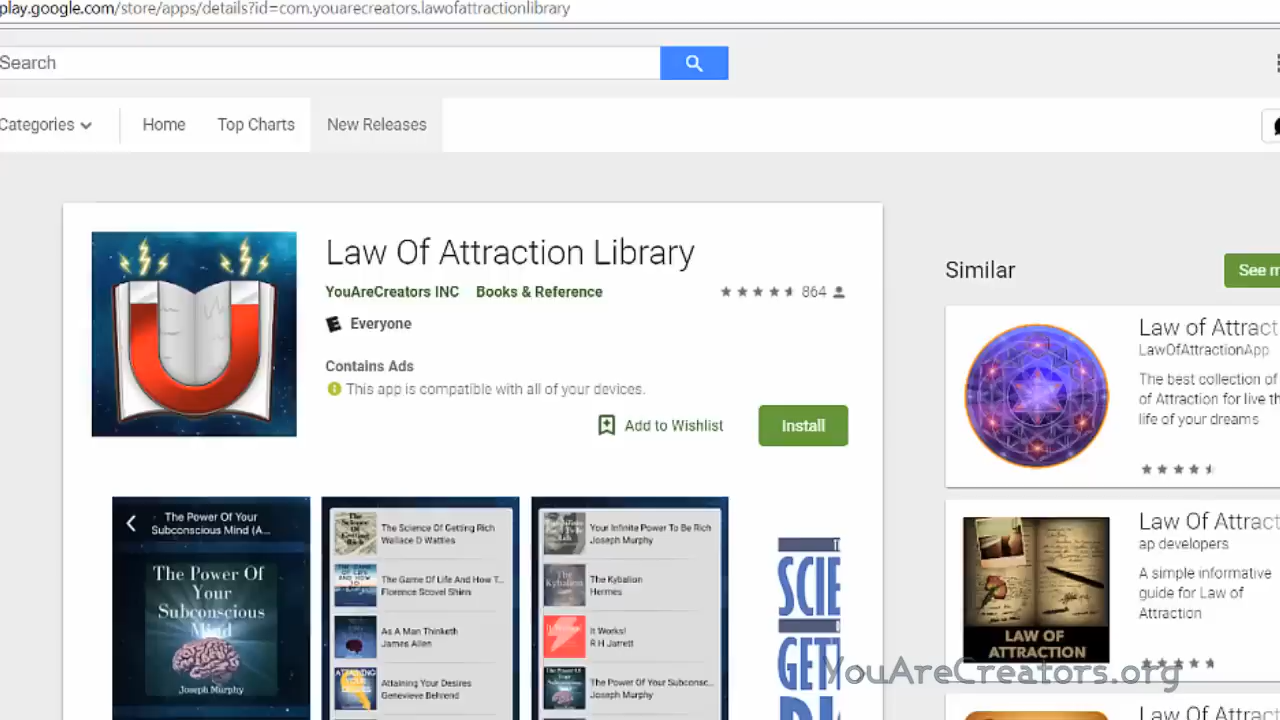 play.google.com/store/apps/details?id=com.youarecreators.lawofattractionlibrary
Search
Categories
Home
Top Charts
New Releases
Law Of Attraction Library
YouAreCreators INC
Books & Reference
864
E Everyone
Contains Ads
This app is compatible with all of your devices.
Add to Wishlist
Install
The Power Of Your
Subconscious Mind (A...
The Power Of
Your
Subconscious
Mind
Joseph Murphy
The Science Of Getting Rich
Wallace D Wattles
The Game Of Life And How T...
Florence Scovel Shinn
As A Man Thinketh
James Allen
Attaining Your Desires
Genevieve Behrend
Your Infinite Power To Be Rich
Joseph Murphy
The Kybalion
Hermes
It Works!
R H Jarrett
The Power Of Your Subconsc...
Joseph Murphy
SCIE
GETT
Similar
See m
Law of Attract
LawOfAttractionApp
The best collection of
of Attraction for live th
life of your dreams
Law Of Attract
ap developers
A simple informative
guide for Law of
Attraction
LAW OF
ATTRACTION
Law Of Attract
YouAreCreators.org